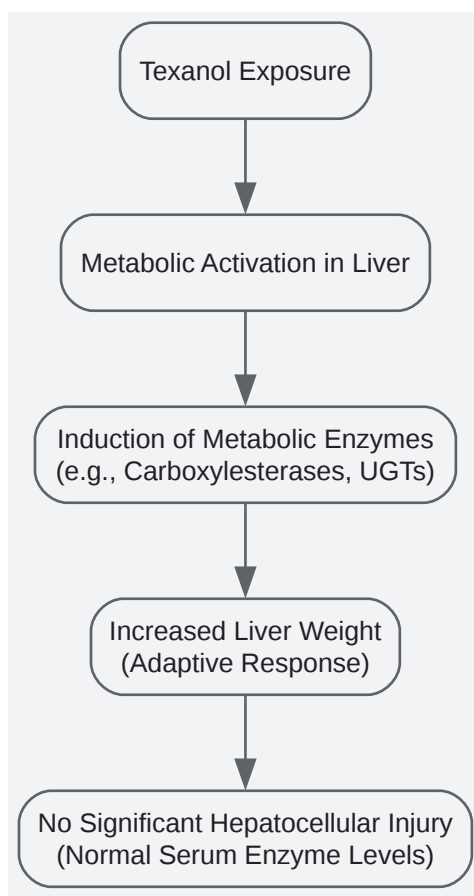 Texanol Exposure
Metabolic Activation in Liver
Induction of Metabolic Enzymes
(e.g., Carboxylesterases, UGTs)
Increased Liver Weight
(Adaptive Response)
No Significant Hepatocellular Injury
(Normal Serum Enzyme Levels)